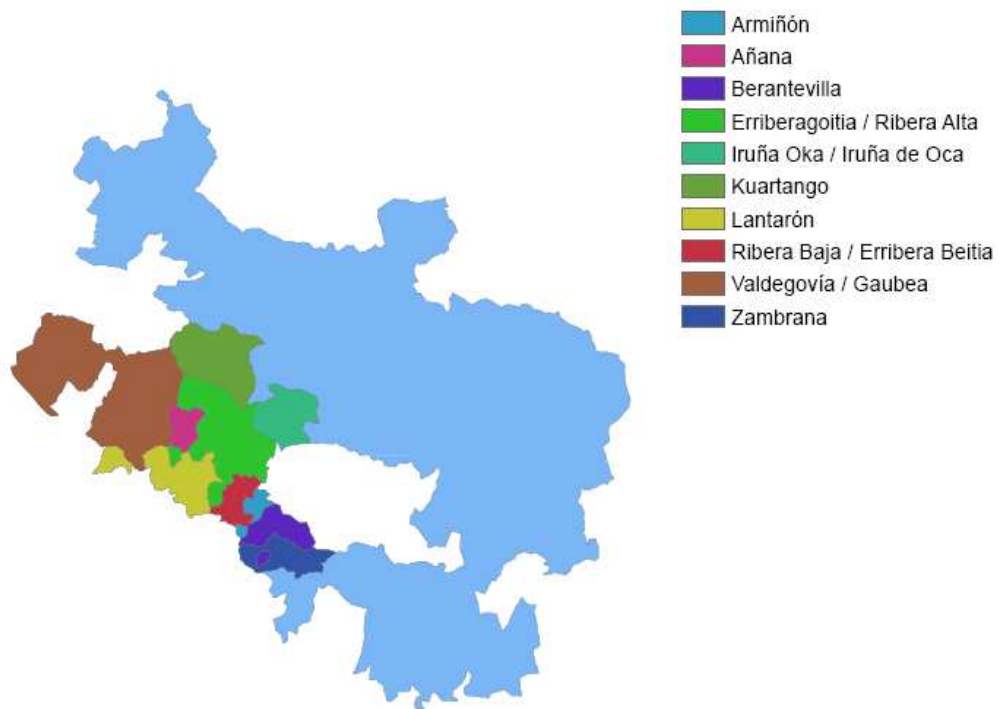 Armiñón
Añana
Berantevilla
Erriberagoitia / Ribera Alta
Iruña Oka / Iruña de Oca
Kuartango
Lantarón
Ribera Baja / Erribera Beitia
Valdegovía / Gaubea
Zambrana